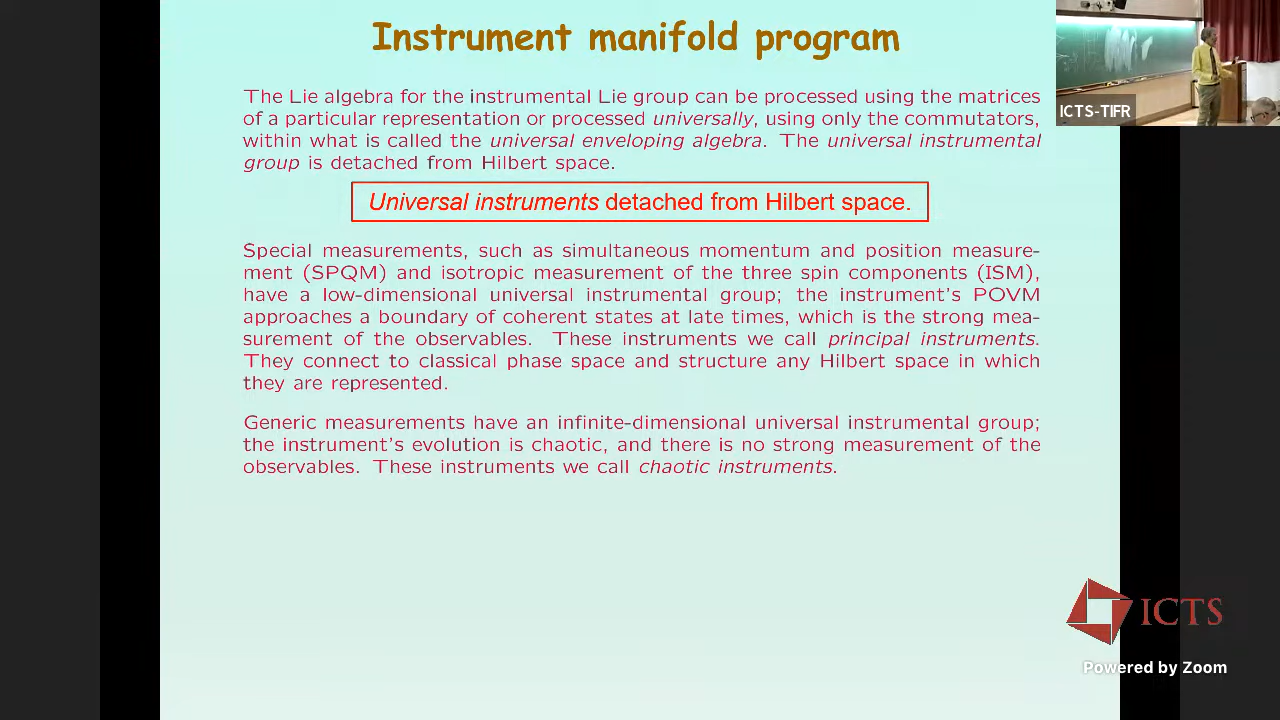 Instrument manifold program
The Lie algebra for the instrumental Lie group can be processed using the matrices
of a particular representation or processed universally, using only the commutators,
within what is called the universal enveloping algebra. The universal instrumental
group is detached from Hilbert space.
Universal instruments detached from Hilbert space.
Special measurements, such as simultaneous momentum and position measure-
ment (SPQM) and isotropic measurement of the three spin components (ISM),
have a low-dimensional universal instrumental group; the instrument's POVM
approaches a boundary of coherent states at late times, which is the strong mea-
surement of the observables. These instruments we call principal instruments.
They connect to classical phase space and structure any Hilbert space in which
they are represented.
Generic measurements have an infinite-dimensional universal instrumental group;
the instrument's evolution is chaotic, and there is no strong measurement of the
observables. These instruments we call chaotic instruments.
ICTS-TIFR
ICTS
Powered by Zoom